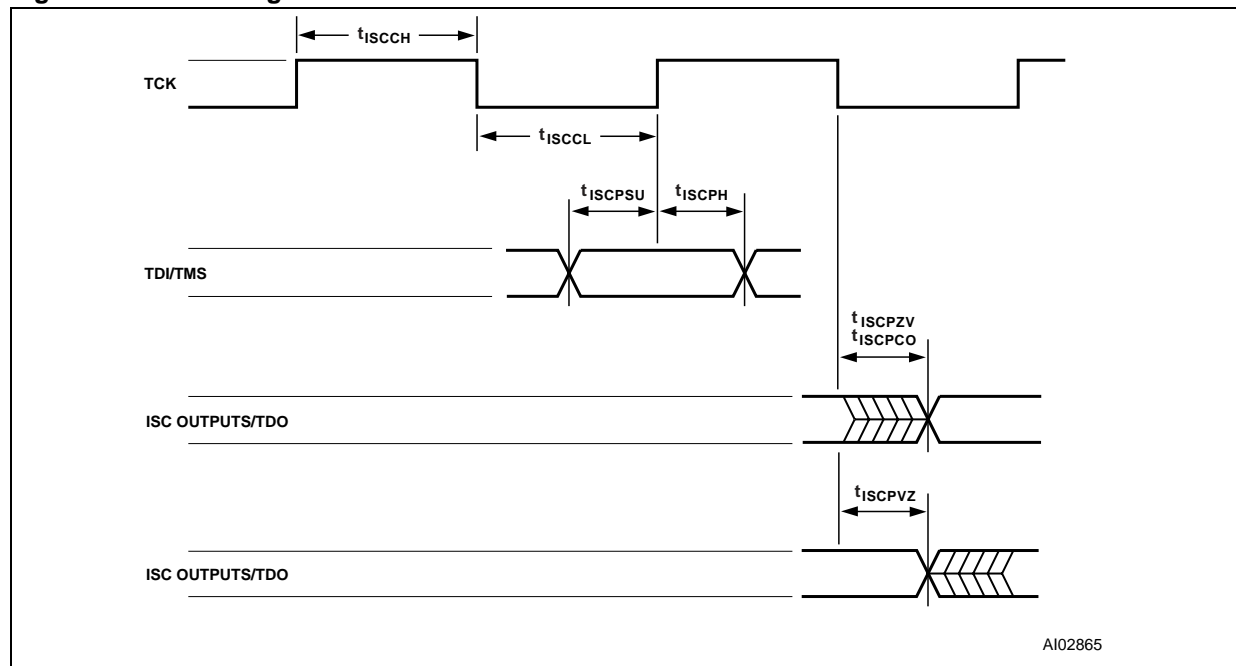 tISCCH
TCK
tISCCL
tISCPSU
tISCPH
TDI/TMS
tISCPZV
tISCPCO
ISC OUTPUTS/TDO
tISCPVZ
ISC OUTPUTS/TDO
AI02865